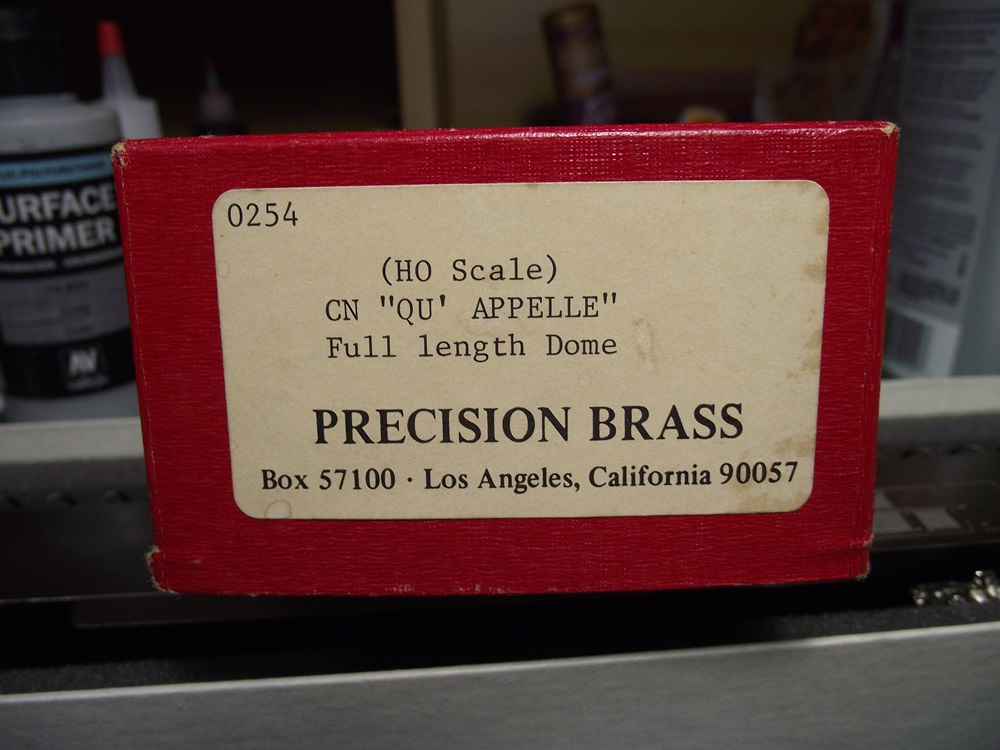 0254
(HO Scale)
CN "QU' APPELLE"
Full length Dome
PRECISION BRASS
Box 57100 · Los Angeles, California 90057
URFACE
PRIMER
AV